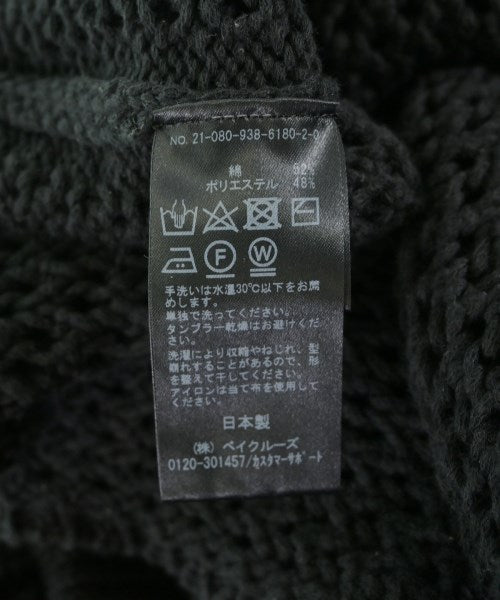 NO. 21-080-938-6180-2-0
綿 52%
ポリエステル 48%
F W
手洗いは水温30℃以下をお薦
めします。
単独で洗ってください。
タンブラー乾燥はお避けくだ
さい。
洗濯により収縮やねじれ、型
崩れすることがあるので、形
を整えて干してください。
アイロンは当て布を使用して
ください。
日本製
(株) ベイクルーズ
0120-301457/カスタマーサポート